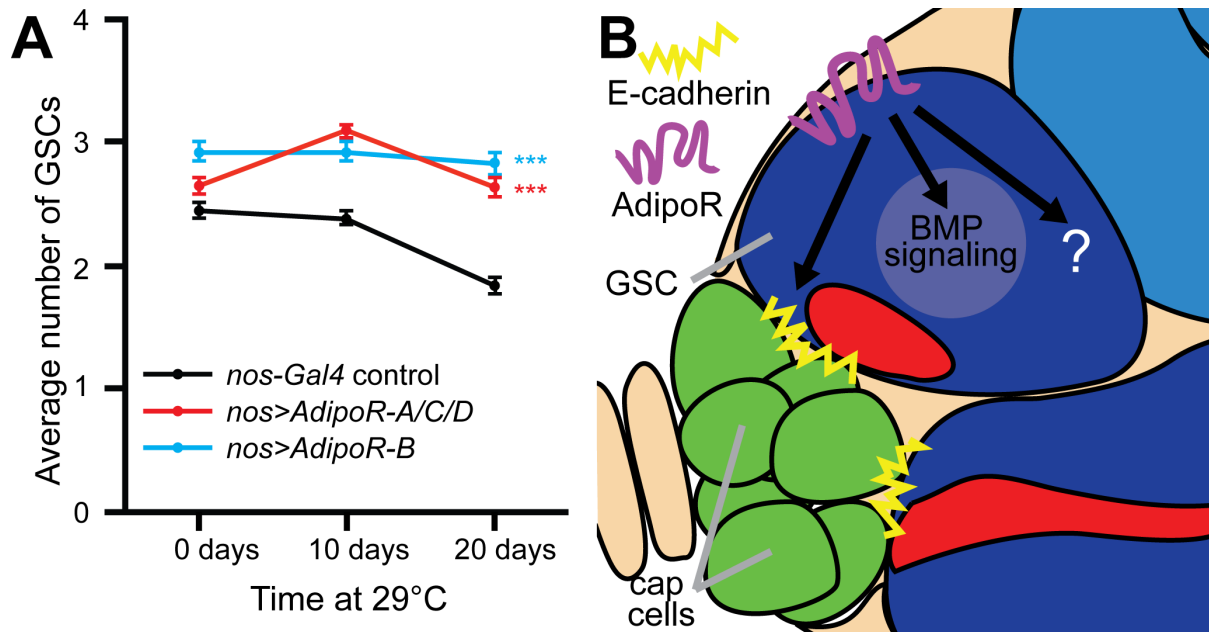 A
Average number of GSCs
4
3
2
1
0
***
***
nos-Gal4 control
nos>AdipoR-A/C/D
nos>AdipoR-B
0 days
10 days
20 days
Time at 29°C
B
E-cadherin
AdipoR
GSC
BMP
signaling
?
cap
cells